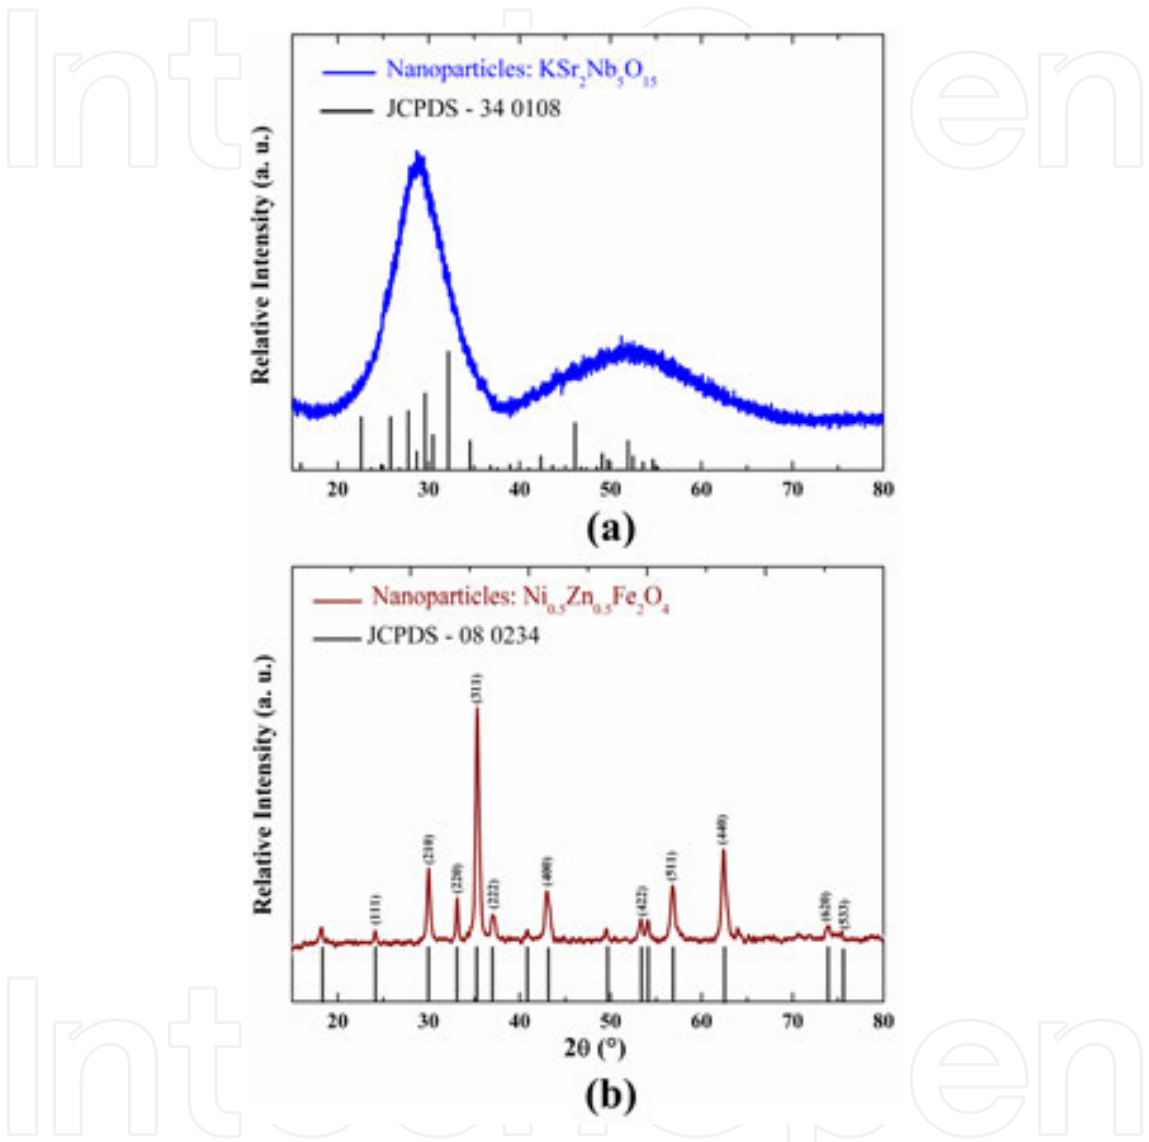 IntechOpen
Nanoparticles: KSr₂Nb₅O₁₅
JCPDS - 34 0108
Relative Intensity (a. u.)
20 30 40 50 60 70 80
(a)
Nanoparticles: Ni₀.₅Zn₀.₅Fe₂O₄
JCPDS - 08 0234
Relative Intensity (a. u.)
(311)
(440)
(210)
(220)
(400)
(511)
(222)
(422)
(111)
(620)
(533)
20 30 40 50 60 70 80
2θ (°)
(b)
IntechOpen